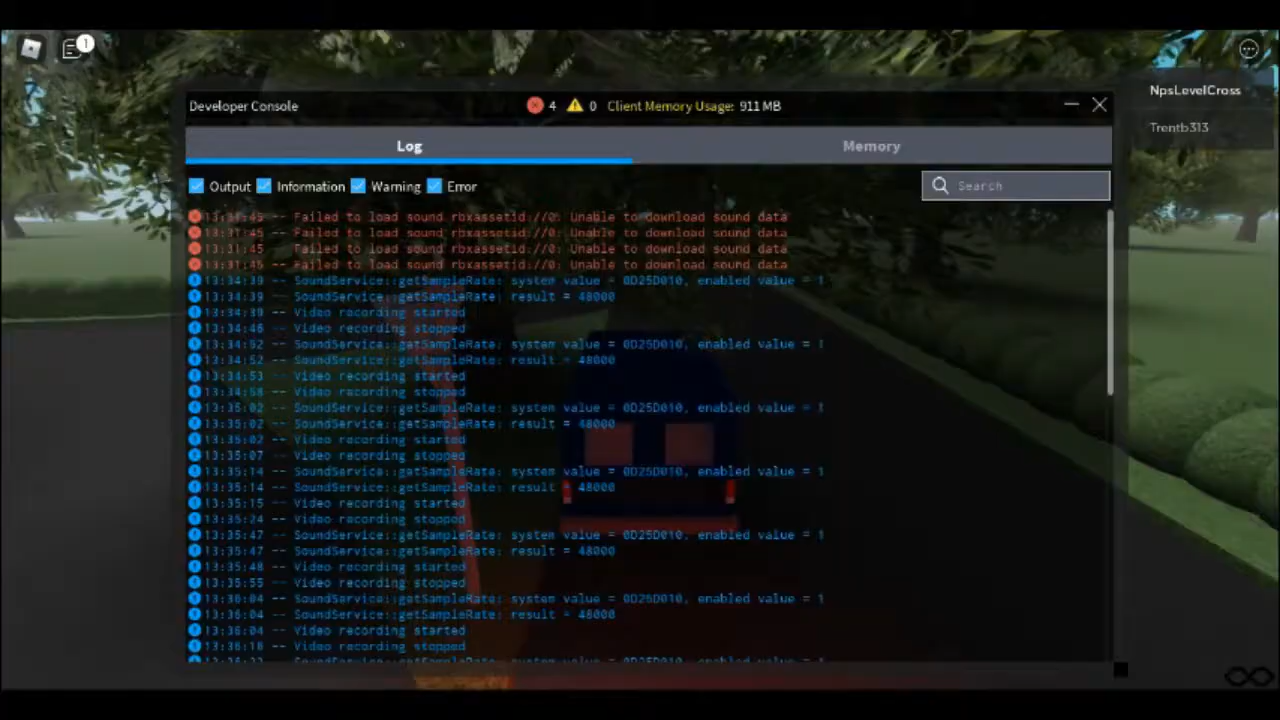 1
NpsLevelCross
Trentb313
Developer Console
4 0 Client Memory Usage: 911 MB
Log Memory
Output Information Warning Error
Search
13:31:45 -- Failed to load sound rbxassetid://0: Unable to download sound data
13:31:45 -- Failed to load sound rbxassetid://0: Unable to download sound data
13:31:45 -- Failed to load sound rbxassetid://0: Unable to download sound data
13:31:45 -- Failed to load sound rbxassetid://0: Unable to download sound data
13:34:39 -- SoundService::getSampleRate: system value = 0D25D010, enabled value = 1
13:34:39 -- SoundService::getSampleRate: result = 48000
13:34:39 -- Video recording started
13:34:46 -- Video recording stopped
13:34:52 -- SoundService::getSampleRate: system value = 0D25D010, enabled value = 1
13:34:52 -- SoundService::getSampleRate: result = 48000
13:34:53 -- Video recording started
13:34:58 -- Video recording stopped
13:35:02 -- SoundService::getSampleRate: system value = 0D25D010, enabled value = 1
13:35:02 -- SoundService::getSampleRate: result = 48000
13:35:02 -- Video recording started
13:35:07 -- Video recording stopped
13:35:14 -- SoundService::getSampleRate: system value = 0D25D010, enabled value = 1
13:35:14 -- SoundService::getSampleRate: result = 48000
13:35:15 -- Video recording started
13:35:24 -- Video recording stopped
13:35:47 -- SoundService::getSampleRate: system value = 0D25D010, enabled value = 1
13:35:47 -- SoundService::getSampleRate: result = 48000
13:35:48 -- Video recording started
13:35:55 -- Video recording stopped
13:36:04 -- SoundService::getSampleRate: system value = 0D25D010, enabled value = 1
13:36:04 -- SoundService::getSampleRate: result = 48000
13:36:04 -- Video recording started
13:36:18 -- Video recording stopped
SoundService::getSampleRate: system value = 0D25D010, enabled value = 1